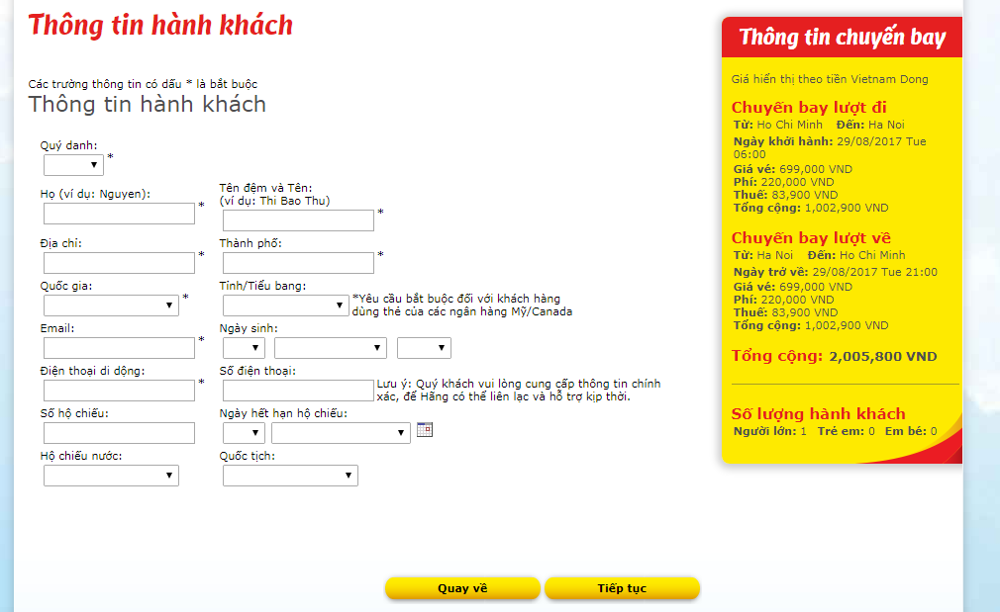 Thông tin hành khách
Các trường thông tin có dấu * là bắt buộc
Thông tin hành khách
Quý danh:
*
Họ (ví dụ: Nguyen):
*
Tên đệm và Tên:
(ví dụ: Thi Bao Thu)
*
Địa chỉ:
*
Thành phố:
*
Quốc gia:
*
Tỉnh/Tiểu bang:
*Yêu cầu bắt buộc đối với khách hàng
dùng thẻ của các ngân hàng Mỹ/Canada
Email:
*
Ngày sinh:
Điện thoại di động:
*
Số điện thoại:
Lưu ý: Quý khách vui lòng cung cấp thông tin chính
xác, để Hãng có thể liên lạc và hỗ trợ kịp thời.
Số hộ chiếu:
Ngày hết hạn hộ chiếu:
Hộ chiếu nước:
Quốc tịch:
Quay về
Tiếp tục
Thông tin chuyến bay
Giá hiển thị theo tiền Vietnam Dong
Chuyến bay lượt đi
Từ: Ho Chi Minh Đến: Ha Noi
Ngày khởi hành: 29/08/2017 Tue
06:00
Giá vé: 699,000 VND
Phí: 220,000 VND
Thuế: 83,900 VND
Tổng cộng: 1,002,900 VND
Chuyến bay lượt về
Từ: Ha Noi Đến: Ho Chi Minh
Ngày trở về: 29/08/2017 Tue 21:00
Giá vé: 699,000 VND
Phí: 220,000 VND
Thuế: 83,900 VND
Tổng cộng: 1,002,900 VND
Tổng cộng: 2,005,800 VND
Số lượng hành khách
Người lớn: 1 Trẻ em: 0 Em bé: 0